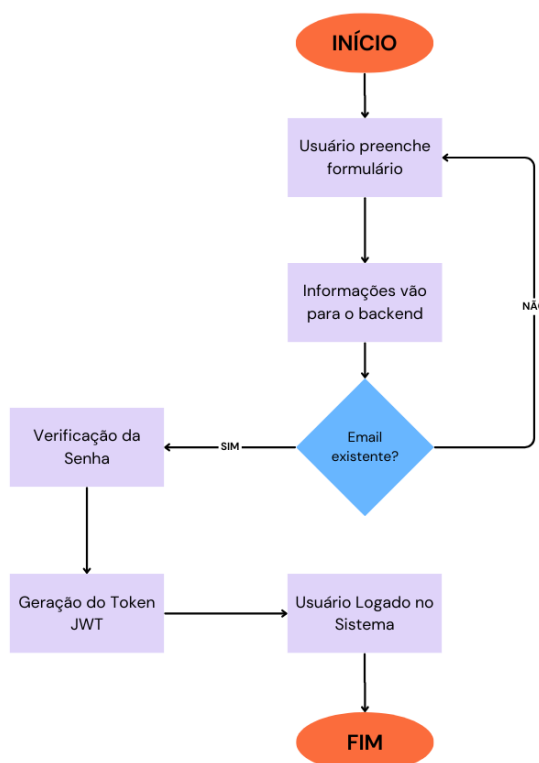 INÍCIO
Usuário preenche
formulário
Informações vão
para o backend
Email
existente?
NÃO
SIM
Verificação da
Senha
Geração do Token
JWT
Usuário Logado no
Sistema
FIM